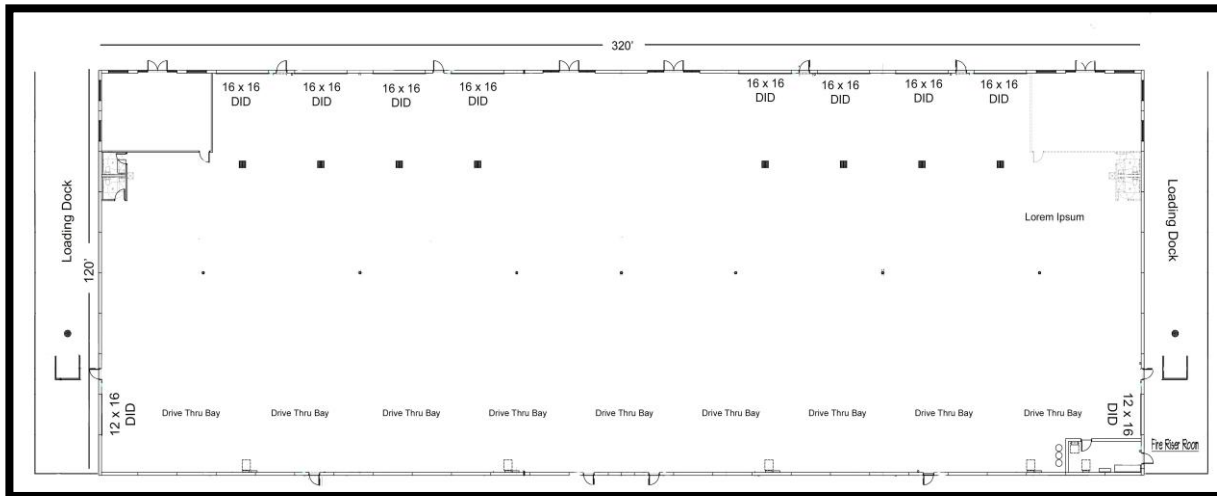 320'
16 x 16
DID
16 x 16
DID
16 x 16
DID
16 x 16
DID
16 x 16
DID
16 x 16
DID
16 x 16
DID
16 x 16
DID
Loading Dock
120'
Lorem Ipsum
Loading Dock
12 x 16
DID
Drive Thru Bay
Drive Thru Bay
Drive Thru Bay
Drive Thru Bay
Drive Thru Bay
Drive Thru Bay
Drive Thru Bay
Drive Thru Bay
Drive Thru Bay
12 x 16
DID
Fire Riser Room